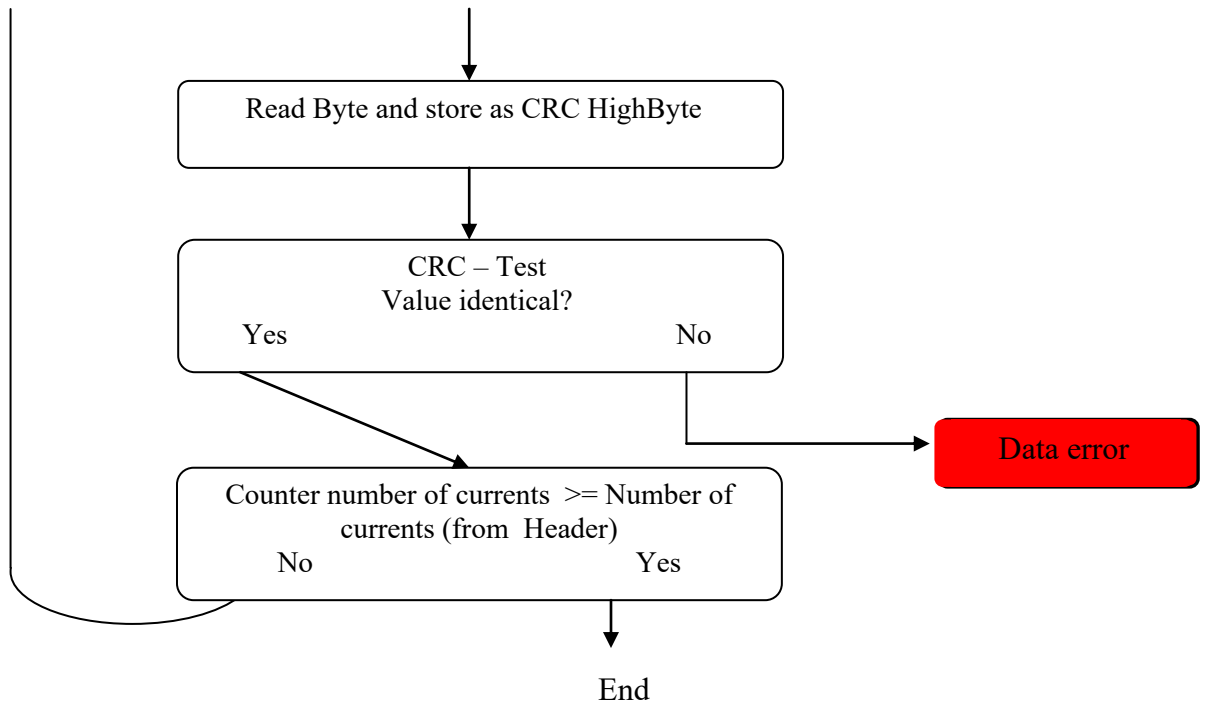 Read Byte and store as CRC HighByte
CRC – Test
Value identical?
Yes No
Data error
Counter number of currents >= Number of
currents (from Header)
No Yes
End